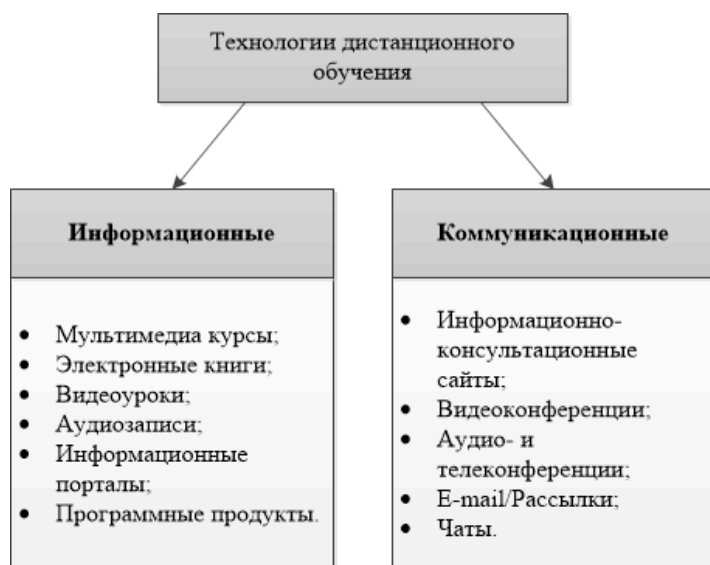 Технологии дистанционного
обучения
Информационные
• Мультимедиа курсы;
• Электронные книги;
• Видеоуроки;
• Аудиозаписи;
• Информационные
порталы;
• Программные продукты.
Коммуникационные
• Информационно-
консультационные
сайты;
• Видеоконференции;
• Аудио- и
телеконференции;
• E-mail/Рассылки;
• Чаты.